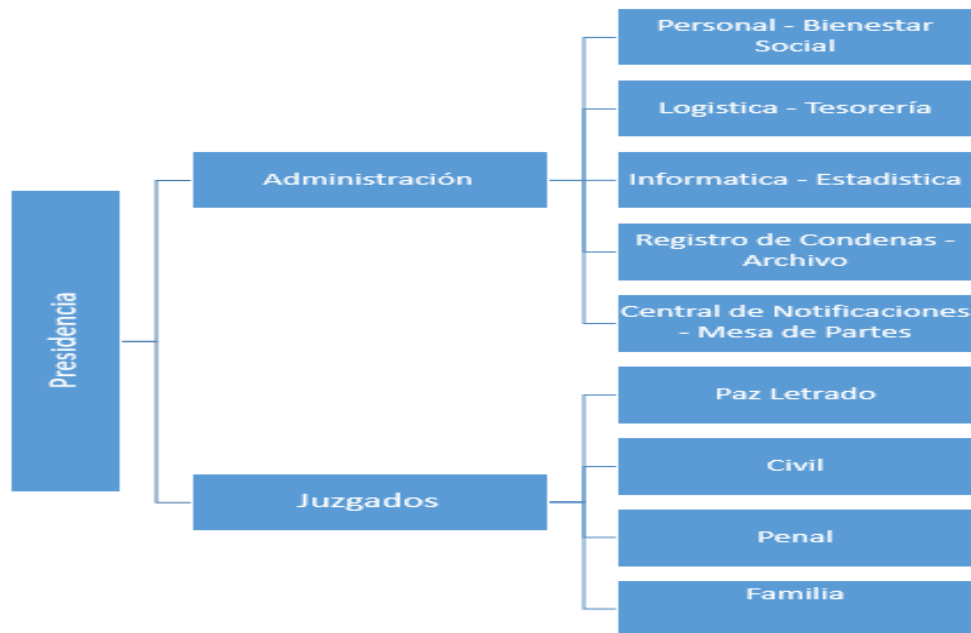 Presidencia
Administración
Personal - Bienestar
Social
Logistica - Tesorería
Informatica - Estadistica
Registro de Condenas -
Archivo
Central de Notificaciones
- Mesa de Partes
Juzgados
Paz Letrado
Civil
Penal
Familia